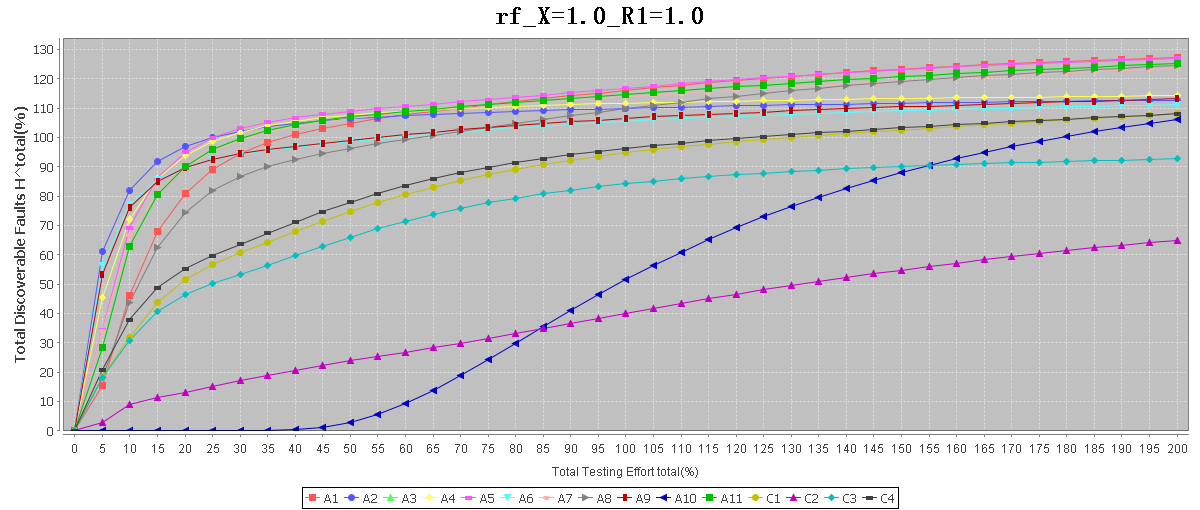 rf_X=1.0_R1=1.0
Total Discoverable Faults H^total(%)
130
120
110
100
90
80
70
60
50
40
30
20
10
0
0 5 10 15 20 25 30 35 40 45 50 55 60 65 70 75 80 85 90 95 100 105 110 115 120 125 130 135 140 145 150 155 160 165 170 175 180 185 190 195 200
Total Testing Effort total(%)
A1 A2 A3 A4 A5 A6 A7 A8 A9 A10 A11 C1 C2 C3 C4